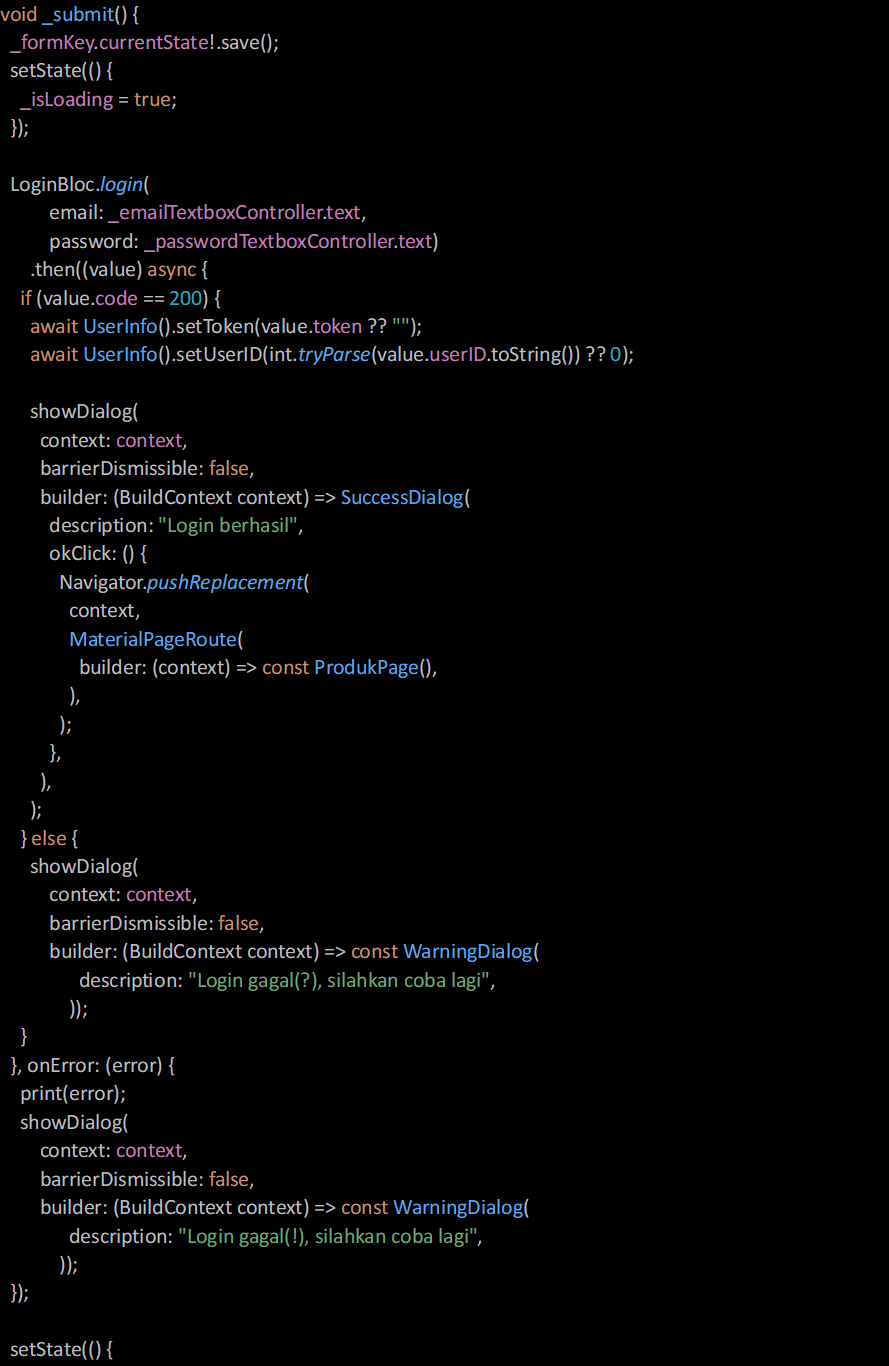 void _submit() {
_formKey.currentState!.save();
setState(() {
_isLoading = true;
});
LoginBloc.login(
email: _emailTextboxController.text,
password: _passwordTextboxController.text)
.then((value) async {
if (value.code == 200) {
await UserInfo().setToken(value.token ?? "");
await UserInfo().setUserID(int.tryParse(value.userID.toString()) ?? 0);
showDialog(
context: context,
barrierDismissible: false,
builder: (BuildContext context) => SuccessDialog(
description: "Login berhasil",
okClick: () {
Navigator.pushReplacement(
context,
MaterialPageRoute(
builder: (context) => const ProdukPage(),
),
);
},
),
);
} else {
showDialog(
context: context,
barrierDismissible: false,
builder: (BuildContext context) => const WarningDialog(
description: "Login gagal(?), silahkan coba lagi",
));
}
}, onError: (error) {
print(error);
showDialog(
context: context,
barrierDismissible: false,
builder: (BuildContext context) => const WarningDialog(
description: "Login gagal(!), silahkan coba lagi",
));
});
setState(() {